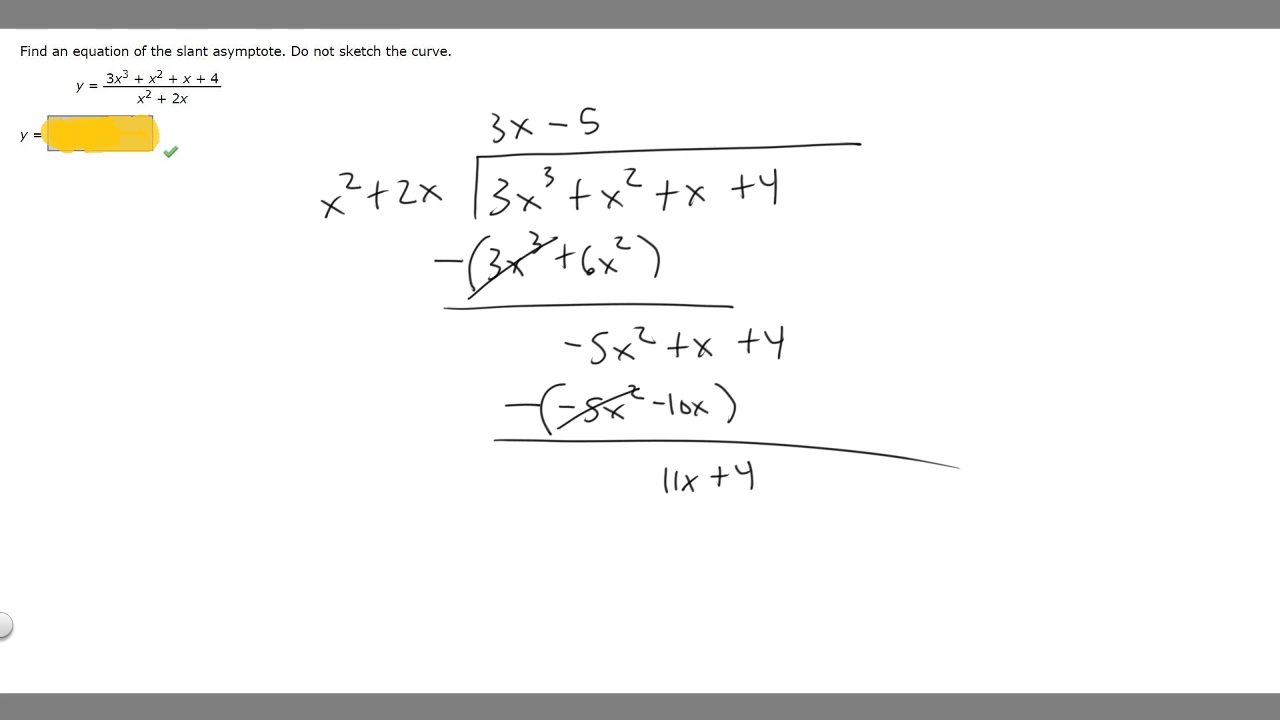 Find an equation of the slant asymptote. Do not sketch the curve.
y = (3x³ + x² + x + 4) / (x² + 2x)
y =
3x - 5
x² + 2x 3x³ + x² + x + 4
-(3x³ + 6x²)
-5x² + x + 4
-(-5x² - 10x)
11x + 4